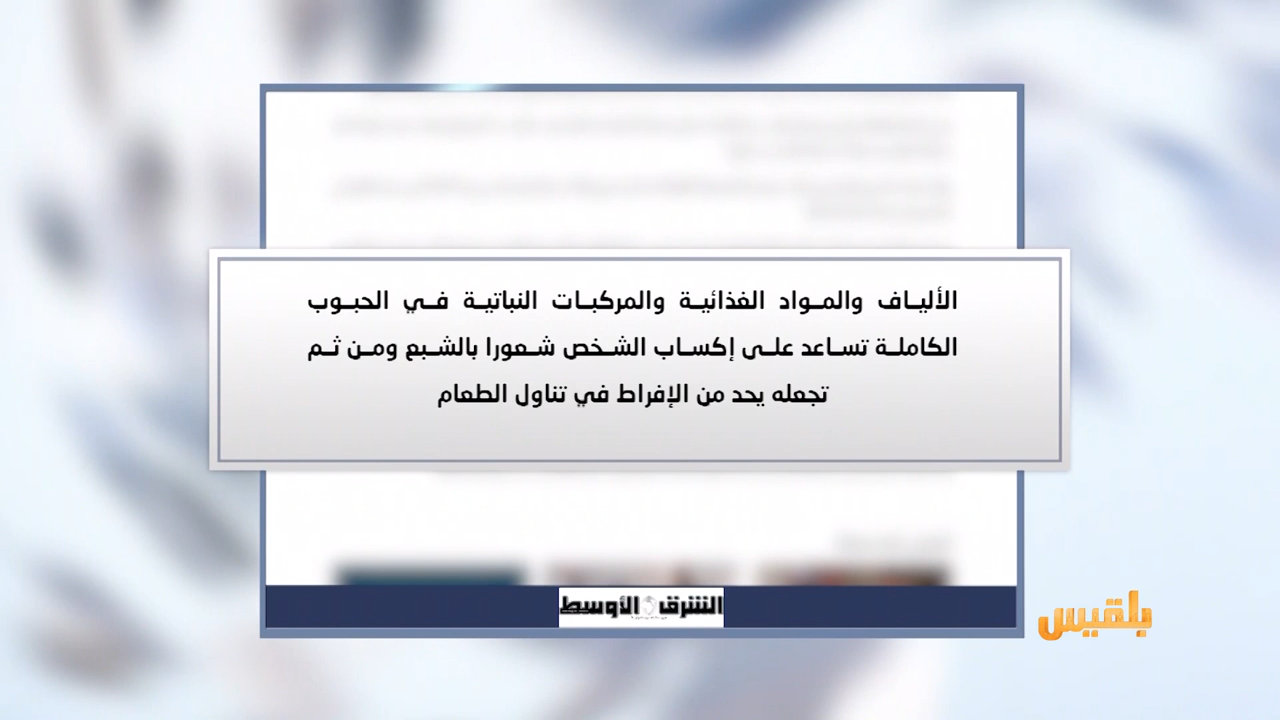 الألياف والمواد الغذائية والمركبات النباتية في الحبوب
الكاملة تساعد على إكساب الشخص شعورا بالشبع ومن ثم
تجعله يحد من الإفراط في تناول الطعام
الشرق الأوسط
بلقيس